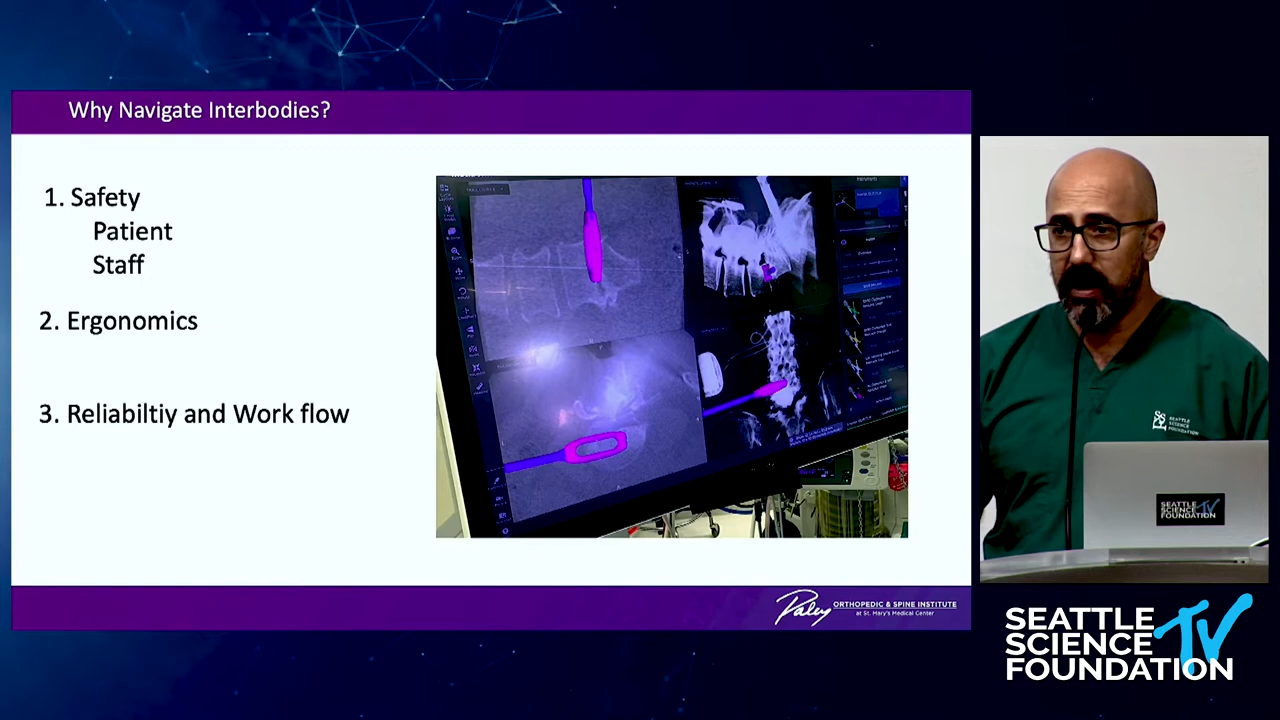 Why Navigate Interbodies?
1. Safety
Patient
Staff
2. Ergonomics
3. Reliabiltiy and Work flow
Paley
ORTHOPEDIC & SPINE INSTITUTE
at St. Mary's Medical Center
SEATTLE
SCIENCE
FOUNDATION
SEATTLE
SCIENCE
FOUNDATION
TV
SEATTLE
SCIENCE
FOUNDATION
TV